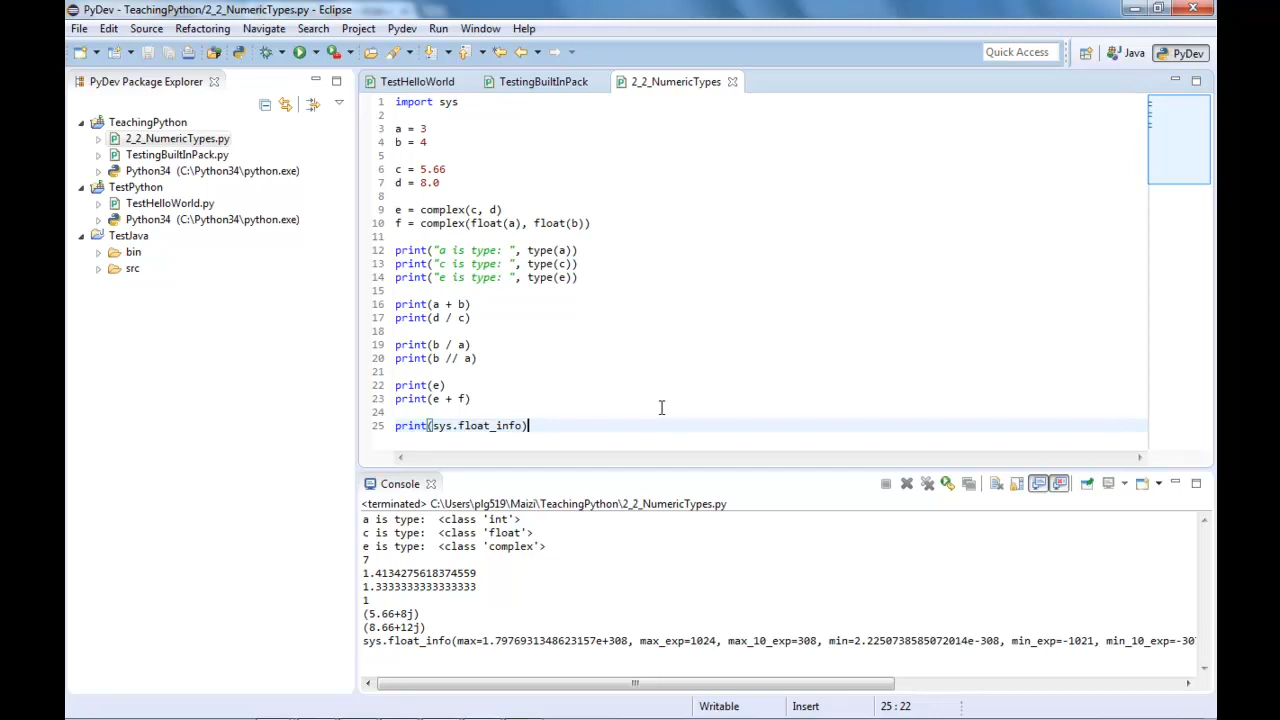 PyDev - TeachingPython/2_2_NumericTypes.py - Eclipse
File Edit Source Refactoring Navigate Search Project Pydev Run Window Help
Quick Access Java PyDev
PyDev Package Explorer
TeachingPython
2_2_NumericTypes.py
TestingBuiltInPack.py
Python34 (C:\Python34\python.exe)
TestPython
TestHelloWorld.py
Python34 (C:\Python34\python.exe)
TestJava
bin
src
TestHelloWorld TestingBuiltInPack 2_2_NumericTypes
1 import sys
2
3 a = 3
4 b = 4
5
6 c = 5.66
7 d = 8.0
8
9 e = complex(c, d)
10 f = complex(float(a), float(b))
11
12 print("a is type: ", type(a))
13 print("c is type: ", type(c))
14 print("e is type: ", type(e))
15
16 print(a + b)
17 print(d / c)
18
19 print(b / a)
20 print(b // a)
21
22 print(e)
23 print(e + f)
24
25 print(sys.float_info)
Console
<terminated> C:\Users\plg519\Maizi\TeachingPython\2_2_NumericTypes.py
a is type:  <class 'int'>
c is type:  <class 'float'>
e is type:  <class 'complex'>
7
1.4134275618374559
1.3333333333333333
1
(5.66+8j)
(8.66+12j)
sys.float_info(max=1.7976931348623157e+308, max_exp=1024, max_10_exp=308, min=2.2250738585072014e-308, min_exp=-1021, min_10_exp=-307
Writable Insert 25 : 22